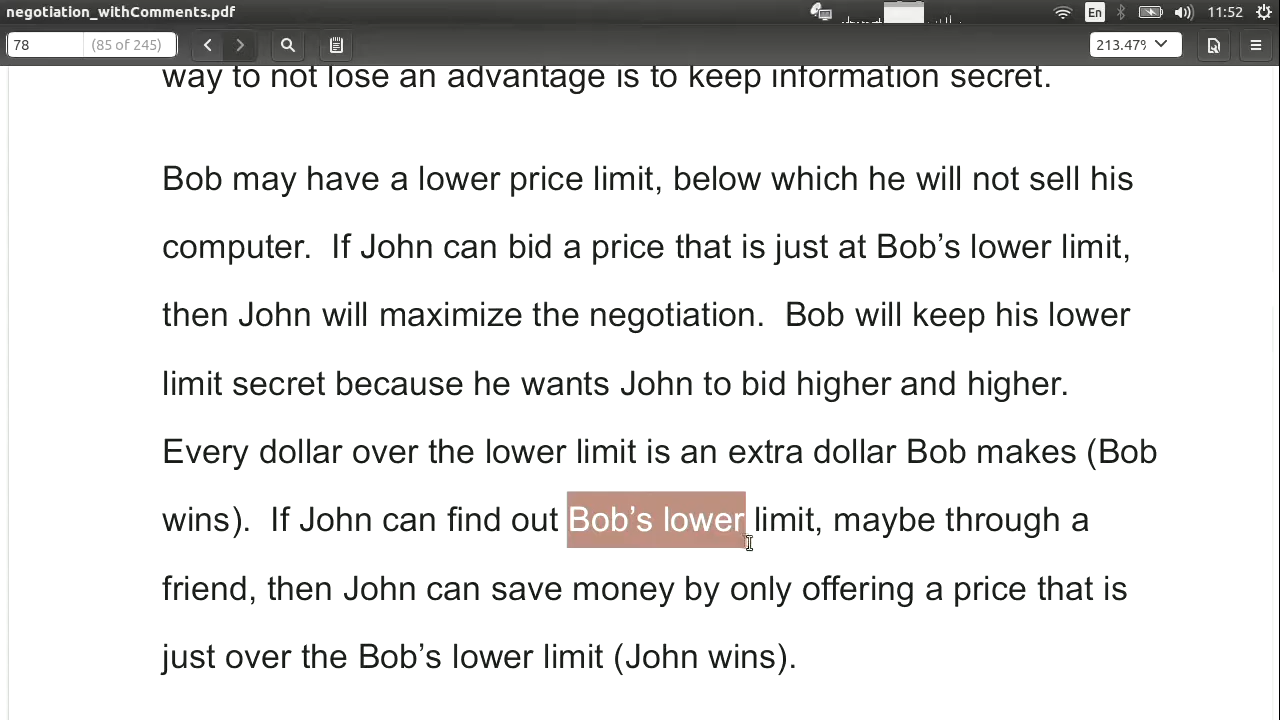 negotiation_withComments.pdf
En
11:52
78
(85 of 245)
213.47%
way to not lose an advantage is to keep information secret.
Bob may have a lower price limit, below which he will not sell his
computer.  If John can bid a price that is just at Bob’s lower limit,
then John will maximize the negotiation.  Bob will keep his lower
limit secret because he wants John to bid higher and higher.
Every dollar over the lower limit is an extra dollar Bob makes (Bob
wins).  If John can find out Bob’s lower limit, maybe through a
friend, then John can save money by only offering a price that is
just over the Bob’s lower limit (John wins).